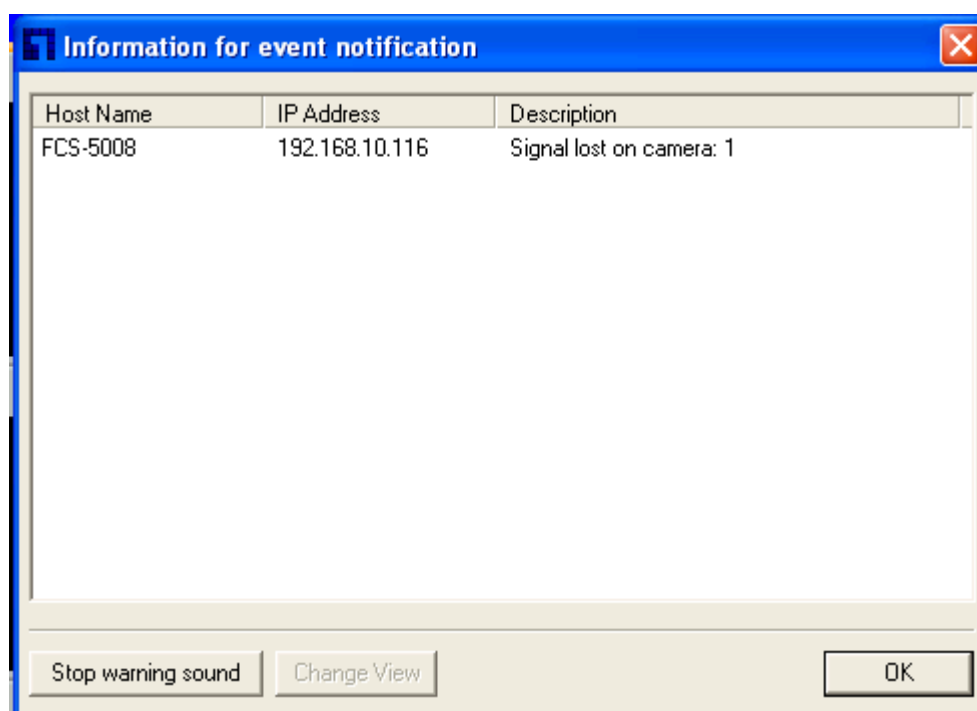 Information for event notification
Host Name IP Address Description
FCS-5008 192.168.10.116 Signal lost on camera: 1
Stop warning sound Change View OK